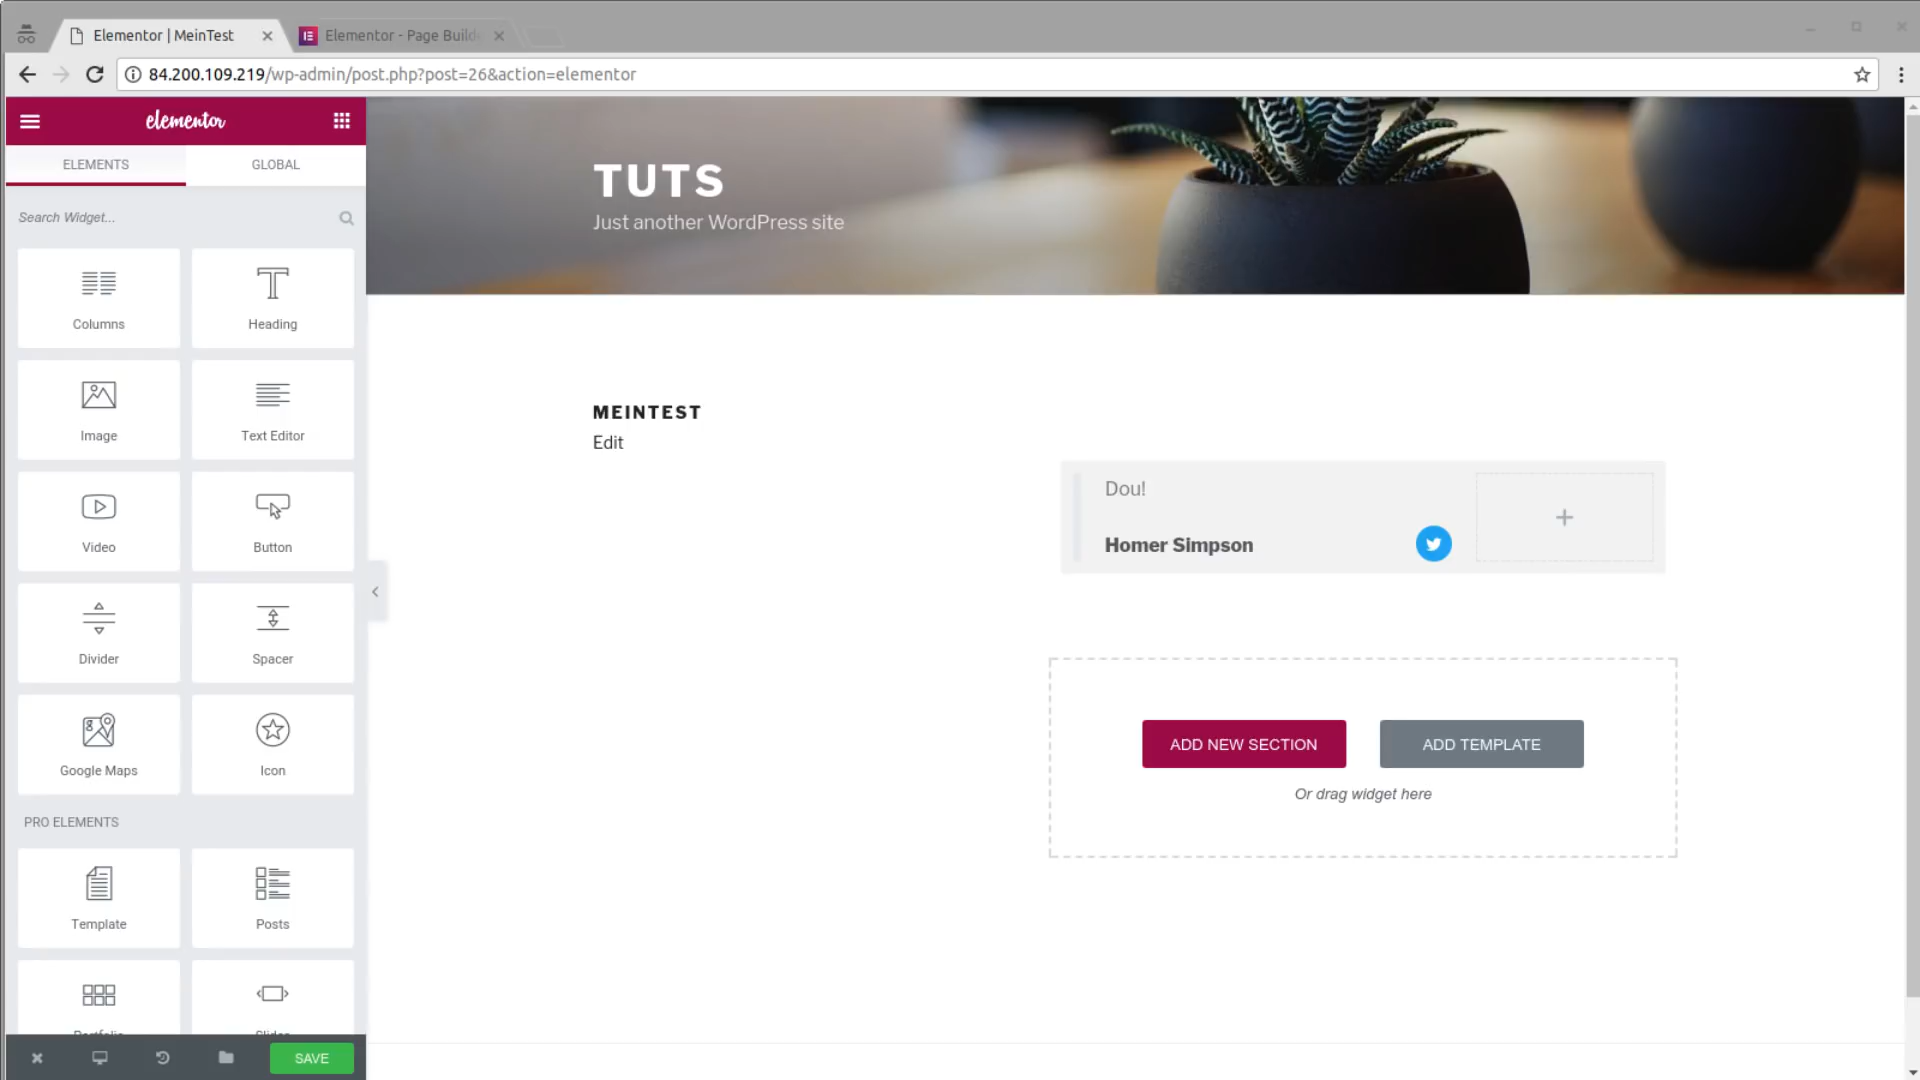 Elementor | MeinTest
Elementor - Page Builde
84.200.109.219/wp-admin/post.php?post=26&action=elementor
elementor
ELEMENTS
GLOBAL
Search Widget...
Columns
Heading
Image
Text Editor
Video
Button
Divider
Spacer
Google Maps
Icon
PRO ELEMENTS
Template
Posts
Portfolio
Slides
SAVE
TUTS
Just another WordPress site
MEINTEST
Edit
Dou!
Homer Simpson
ADD NEW SECTION
ADD TEMPLATE
Or drag widget here